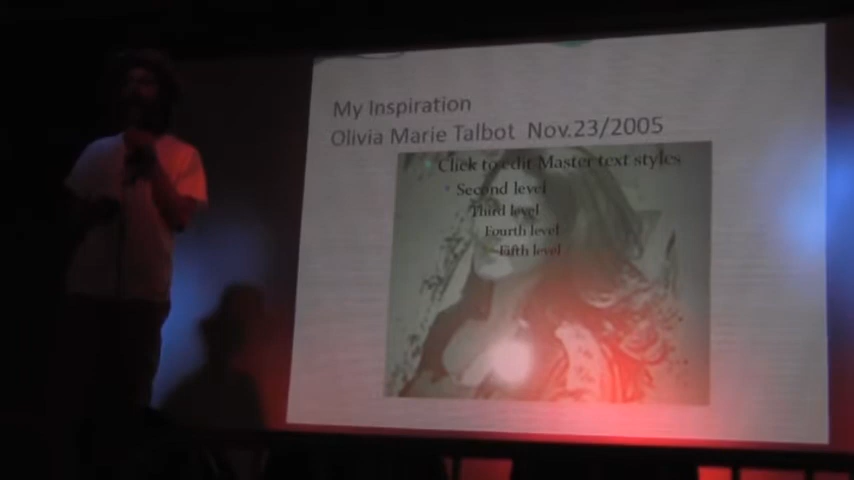 My Inspiration
Olivia Marie Talbot Nov.23/2005
Click to edit Master text styles
Second level
Third level
Fourth level
Fifth level